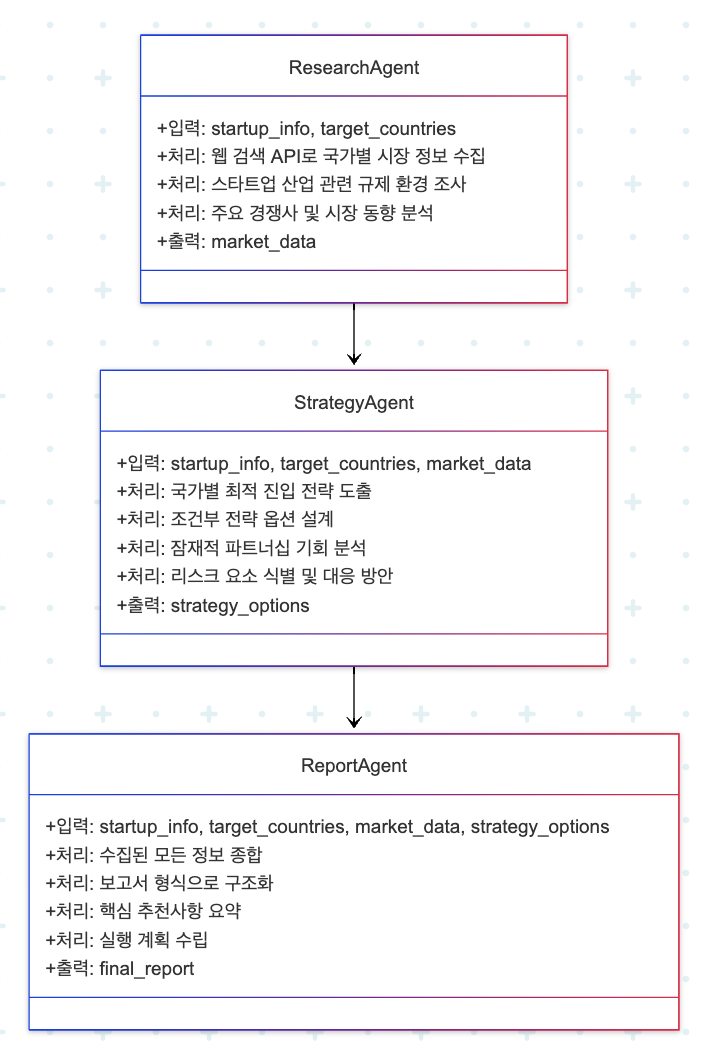 ResearchAgent
+입력: startup_info, target_countries
+처리: 웹 검색 API로 국가별 시장 정보 수집
+처리: 스타트업 산업 관련 규제 환경 조사
+처리: 주요 경쟁사 및 시장 동향 분석
+출력: market_data
StrategyAgent
+입력: startup_info, target_countries, market_data
+처리: 국가별 최적 진입 전략 도출
+처리: 조건부 전략 옵션 설계
+처리: 잠재적 파트너십 기회 분석
+처리: 리스크 요소 식별 및 대응 방안
+출력: strategy_options
ReportAgent
+입력: startup_info, target_countries, market_data, strategy_options
+처리: 수집된 모든 정보 종합
+처리: 보고서 형식으로 구조화
+처리: 핵심 추천사항 요약
+처리: 실행 계획 수립
+출력: final_report